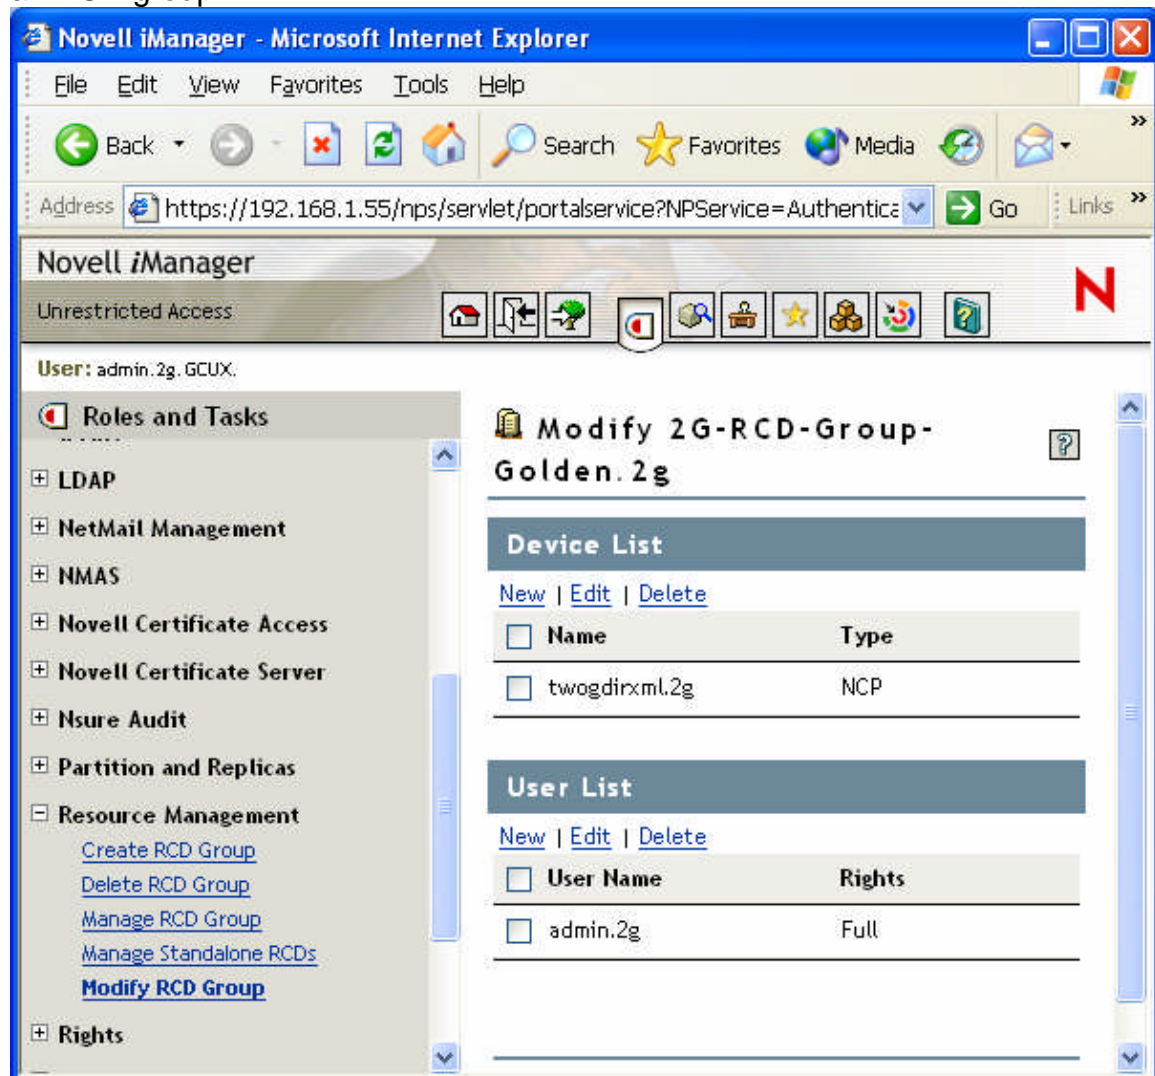 Novell iManager - Microsoft Internet Explorer
File Edit View Favorites Tools Help
Back Search Favorites Media »
Address https://192.168.1.55/nps/servlet/portalservice?NPService=Authentica Go Links »
Novell iManager
N
Unrestricted Access
User: admin.2g.GCUX.
Roles and Tasks
LDAP
NetMail Management
NMAS
Novell Certificate Access
Novell Certificate Server
Nsure Audit
Partition and Replicas
Resource Management
Create RCD Group
Delete RCD Group
Manage RCD Group
Manage Standalone RCDs
Modify RCD Group
Rights
Modify 2G-RCD-Group-
Golden.2g
?
Device List
New | Edit | Delete
Name Type
twogdirxml.2g NCP
User List
New | Edit | Delete
User Name Rights
admin.2g Full